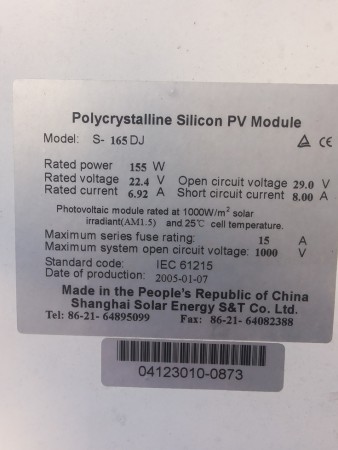 Polycrystalline Silicon PV Module
Model: S- 165DJ
CE
Rated power 155 W
Rated voltage 22.4 V Open circuit voltage 29.0 V
Rated current 6.92 A Short circuit current 8.00 A
Photovoltaic module rated at 1000W/m² solar
irradiant(AM1.5) and 25℃ cell temperature.
Maximum series fuse rating: 15 A
Maximum system open circuit voltage: 1000 V
Standard code: IEC 61215
Date of production: 2005-01-07
Made in the People's Republic of China
Shanghai Solar Energy S&T Co. Ltd.
Tel: 86-21- 64895099 Fax: 86-21- 64082388
04123010-0873